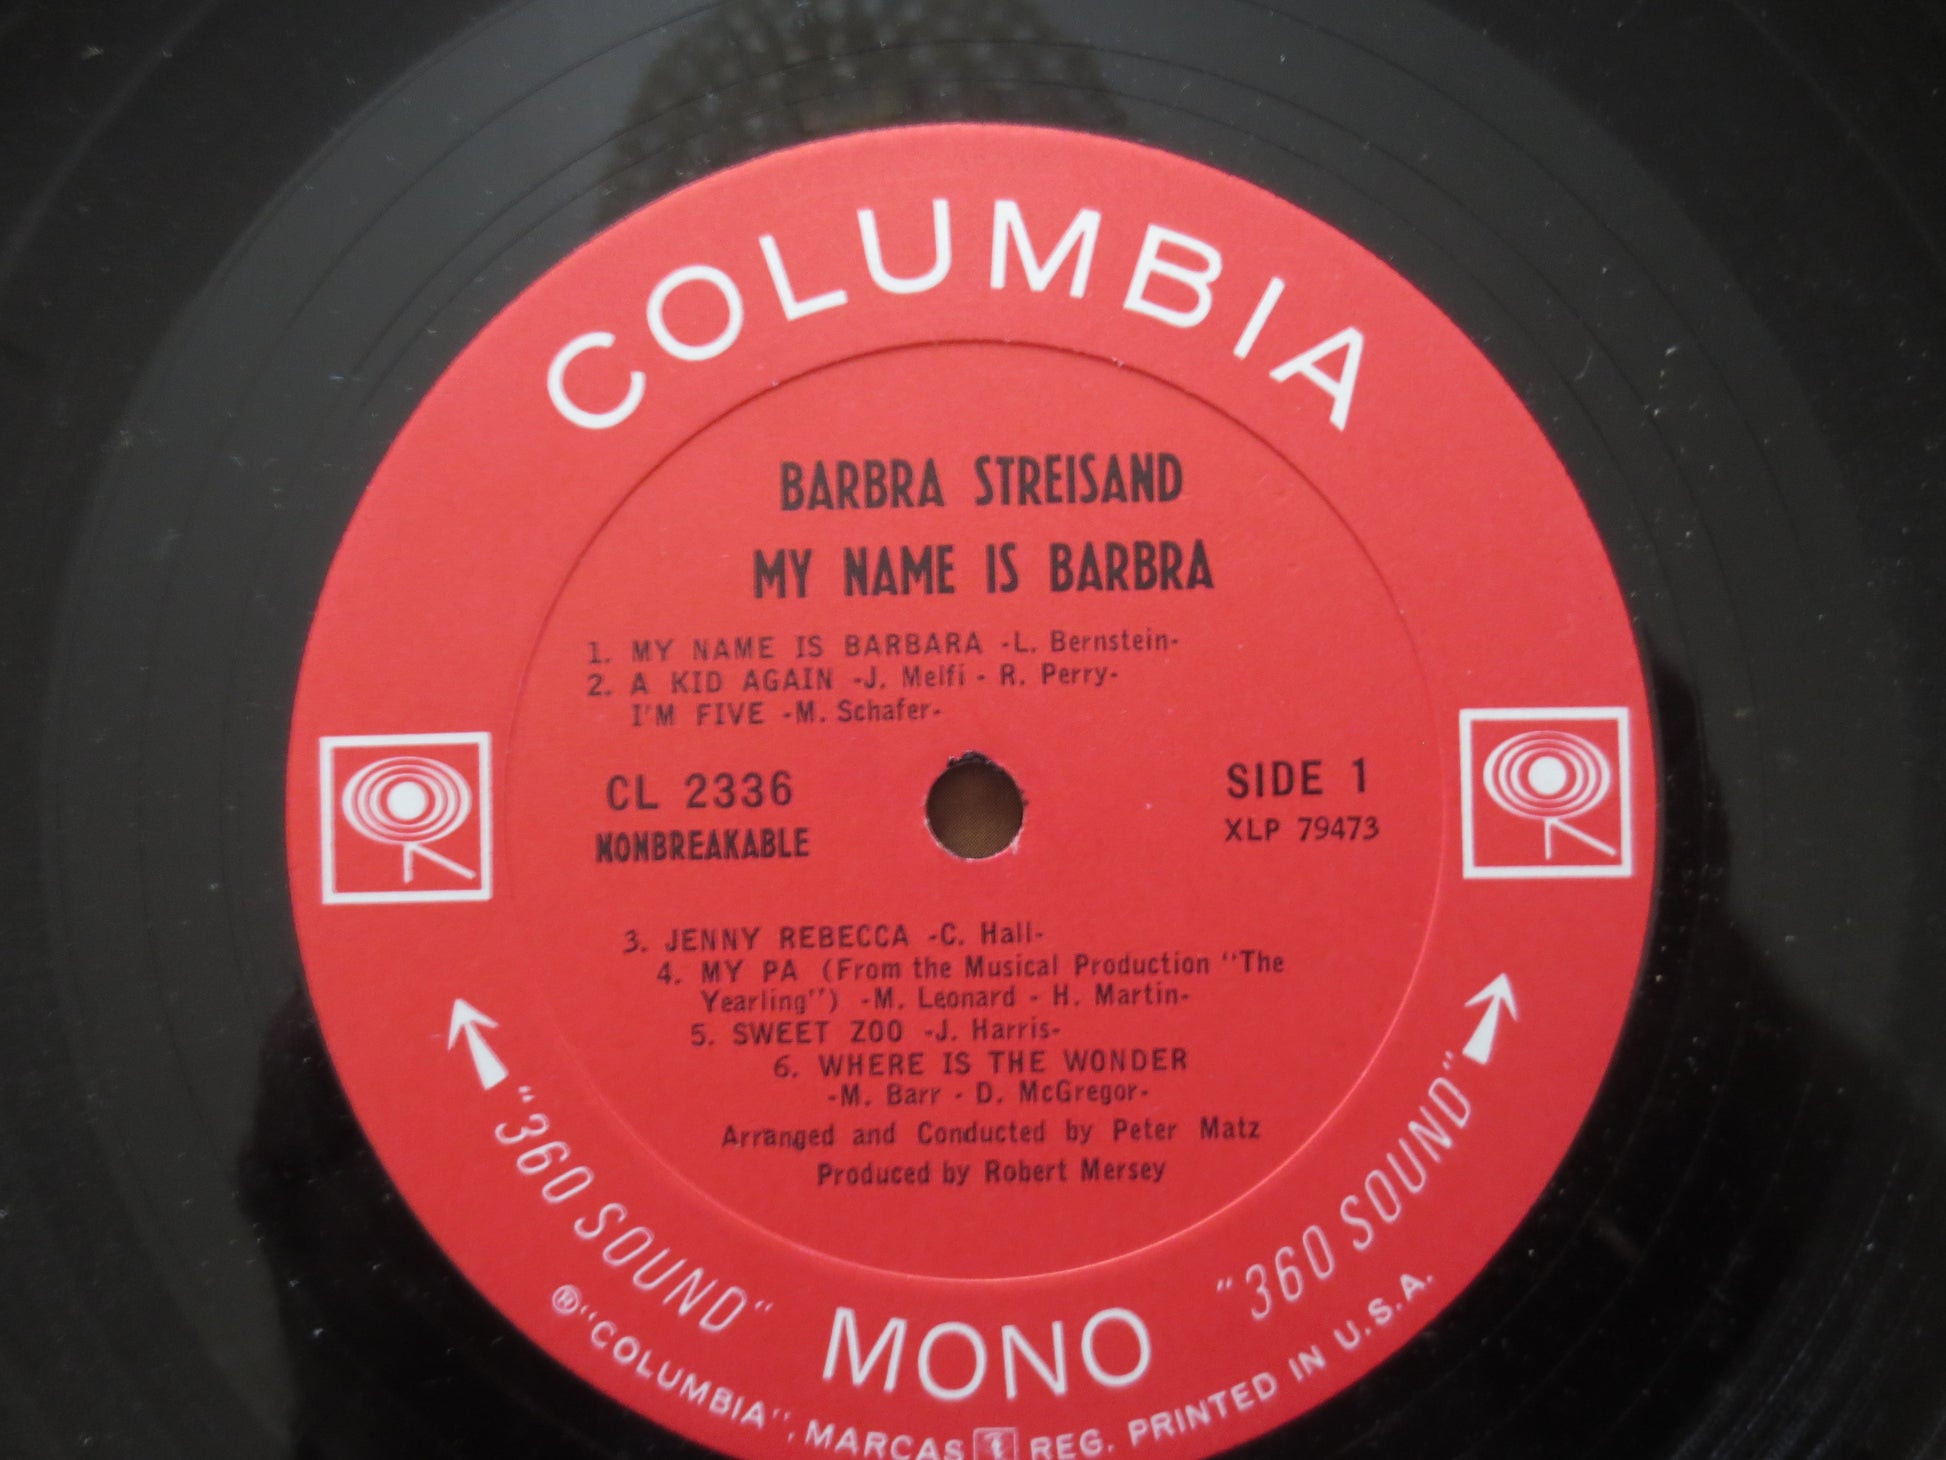 COLUMBIA
BARBRA STREISAND
MY NAME IS BARBRA
1. MY NAME IS BARBARA -L. Bernstein-
2. A KID AGAIN -J. Melfi - R. Perry-
I'M FIVE -M. Schafer-
CL 2336
NONBREAKABLE
SIDE 1
XLP 79473
3. JENNY REBECCA -C. Hall-
4. MY PA (From the Musical Production "The
Yearling") -M. Leonard - H. Martin-
5. SWEET ZOO -J. Harris-
6. WHERE IS THE WONDER
-M. Barr - D. McGregor-
Arranged and Conducted by Peter Matz
Produced by Robert Mersey
"360 SOUND"
MONO
"360 SOUND"
® "COLUMBIA", MARCAS REG. PRINTED IN U.S.A.